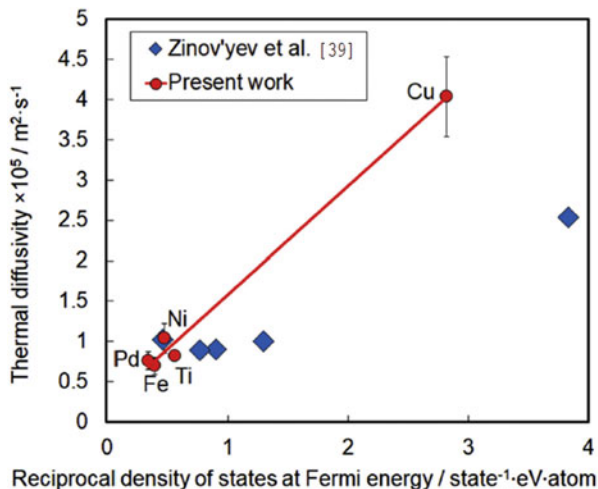 5
4.5
4
3.5
3
2.5
2
1.5
1
0.5
0
Thermal diffusivity ×10⁵ / m²·s⁻¹
Zinov'yev et al. [39]
Present work
Cu
Ni
Pd
Fe
Ti
0 1 2 3 4
Reciprocal density of states at Fermi energy / state⁻¹·eV·atom